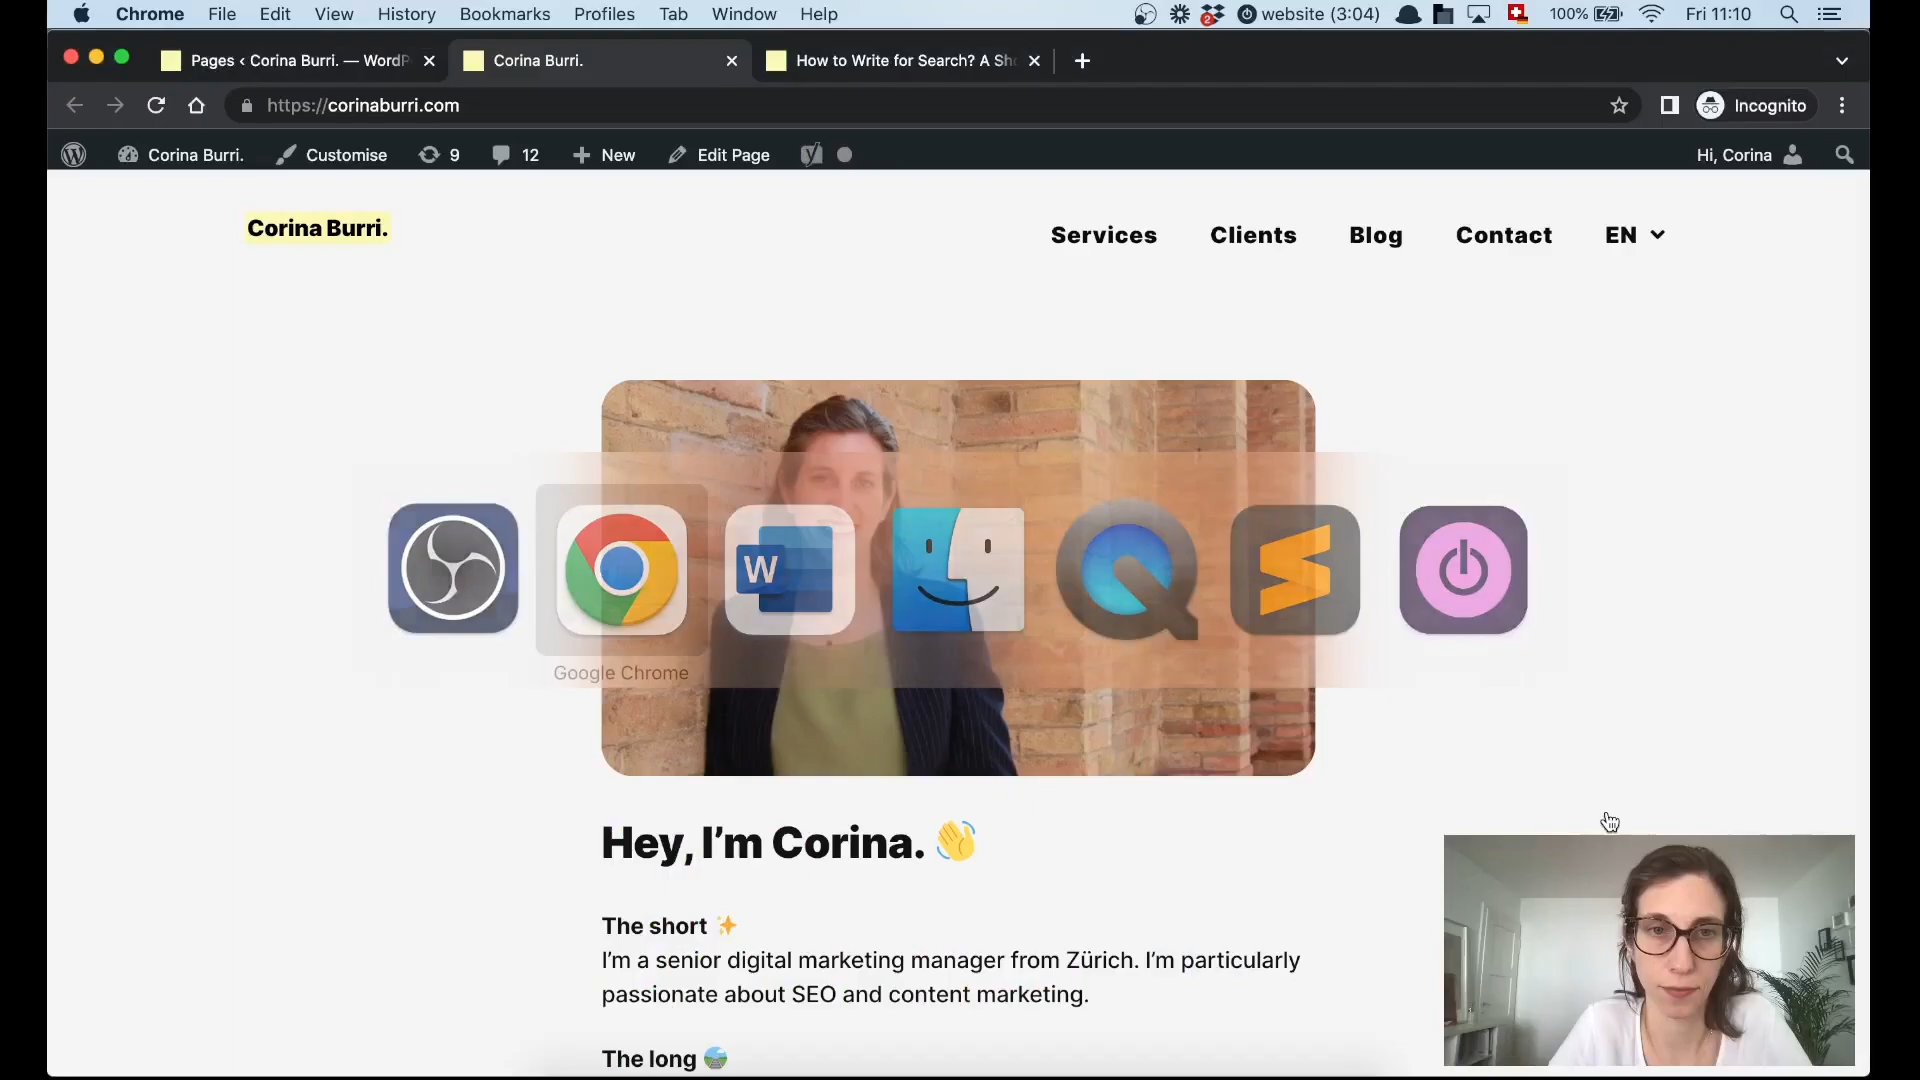 Chrome File Edit View History Bookmarks Profiles Tab Window Help
2 website (3:04) 100% Fri 11:10
Pages ‹ Corina Burri. — WordP
Corina Burri.
How to Write for Search? A Sh
https://corinaburri.com
Incognito
Corina Burri. Customise 9 12 New Edit Page
Hi, Corina
Corina Burri.
Services Clients Blog Contact EN
W
Google Chrome
Hey, I'm Corina. 👋
The short ✨
I'm a senior digital marketing manager from Zürich. I'm particularly
passionate about SEO and content marketing.
The long